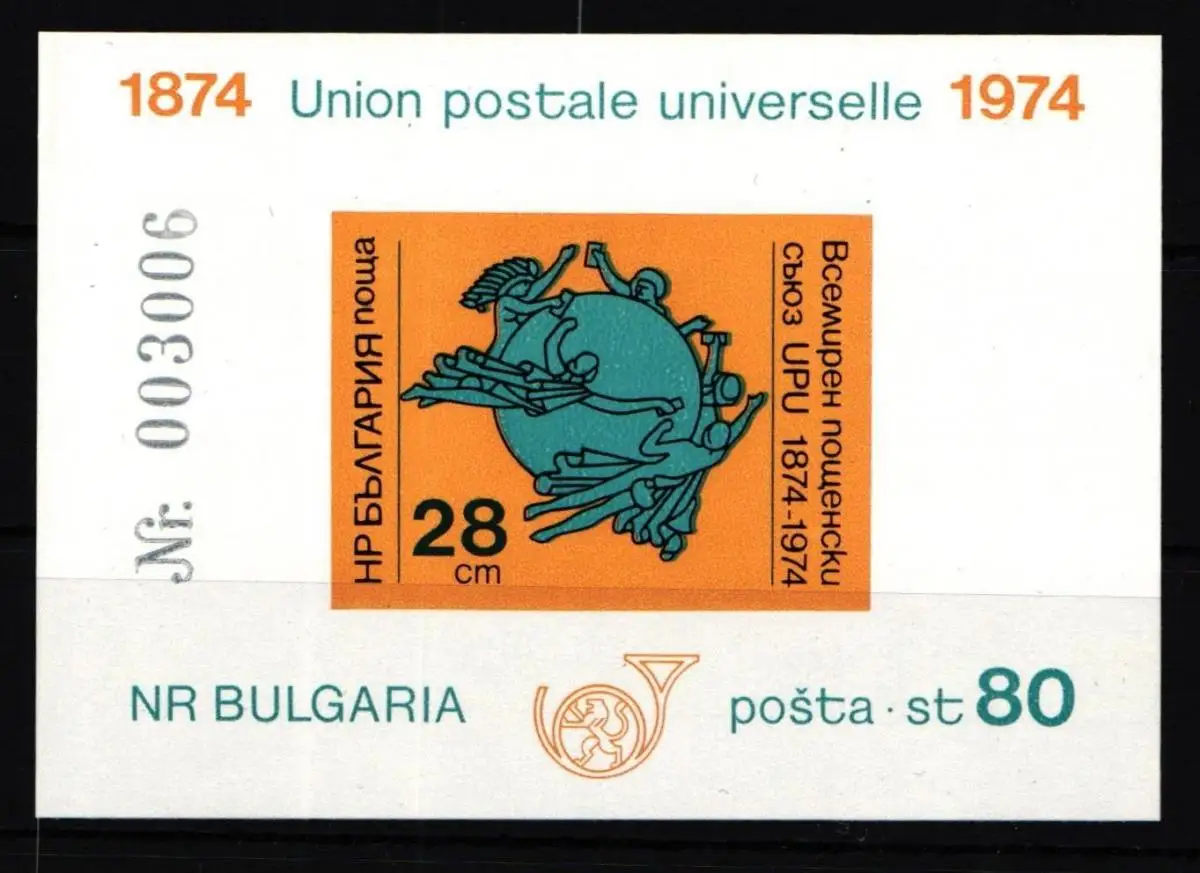 1874 Union postale universelle 1974
Nr. 003006
НР БЪЛГАРИЯ поща
28
cm
Всемирен пощенски
съюз UPU 1874-1974
NR BULGARIA
pošta · st 80